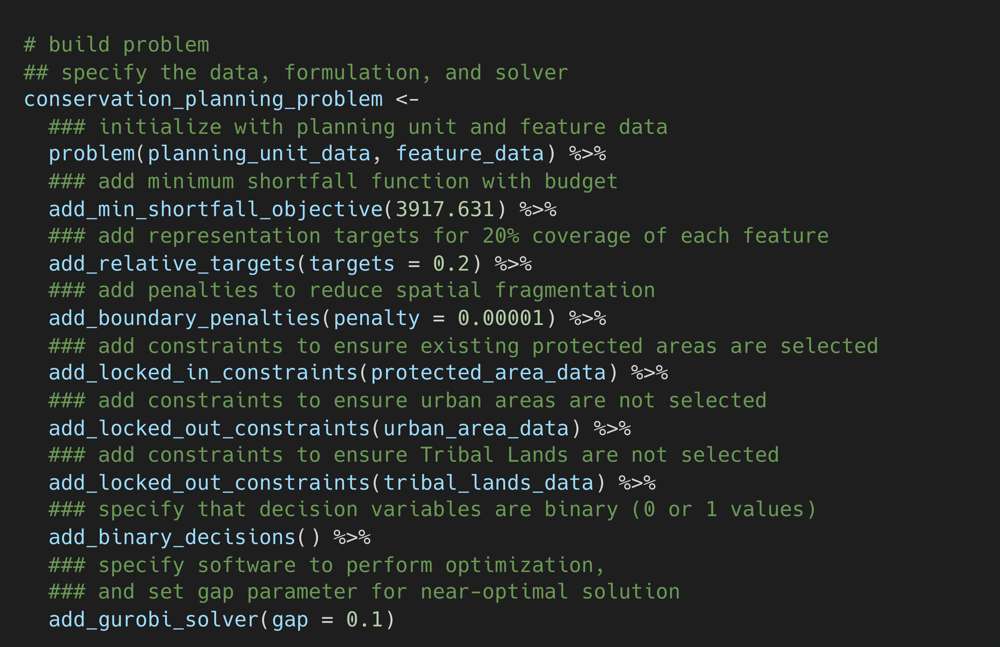 # build problem
## specify the data, formulation, and solver
conservation_planning_problem <-
  ### initialize with planning unit and feature data
  problem(planning_unit_data, feature_data) %>%
  ### add minimum shortfall function with budget
  add_min_shortfall_objective(3917.631) %>%
  ### add representation targets for 20% coverage of each feature
  add_relative_targets(targets = 0.2) %>%
  ### add penalties to reduce spatial fragmentation
  add_boundary_penalties(penalty = 0.00001) %>%
  ### add constraints to ensure existing protected areas are selected
  add_locked_in_constraints(protected_area_data) %>%
  ### add constraints to ensure urban areas are not selected
  add_locked_out_constraints(urban_area_data) %>%
  ### add constraints to ensure Tribal Lands are not selected
  add_locked_out_constraints(tribal_lands_data) %>%
  ### specify that decision variables are binary (0 or 1 values)
  add_binary_decisions() %>%
  ### specify software to perform optimization,
  ### and set gap parameter for near-optimal solution
  add_gurobi_solver(gap = 0.1)